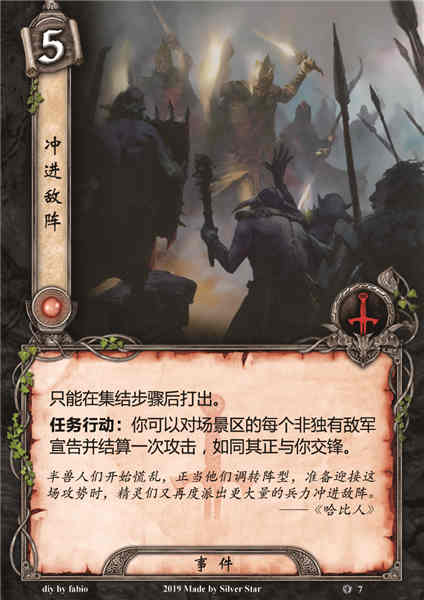 5
冲进敌阵
只能在集结步骤后打出。
任务行动：你可以对场景区的每个非独有敌军
宣告并结算一次攻击，如同其正与你交锋。
半兽人们开始慌乱，正当他们调转阵型，准备迎接这
场攻势时，精灵们又再度派出更大量的兵力冲进敌阵。
——《哈比人》
事件
diy by fabio
2019 Made by Silver Star
7